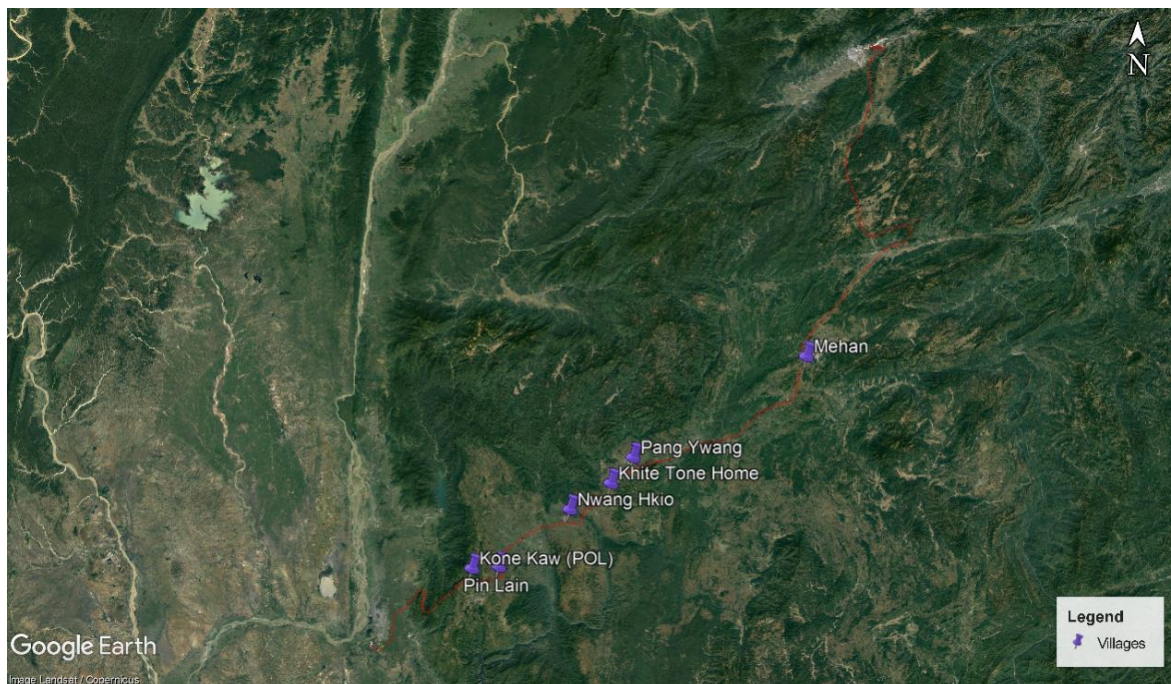 N
Mehan
Pang Ywang
Khite Tone Home
Nwang Hkio
Kone Kaw (POL)
Pin Lain
Legend
Villages
Google Earth
Image Landsat / Copernicus